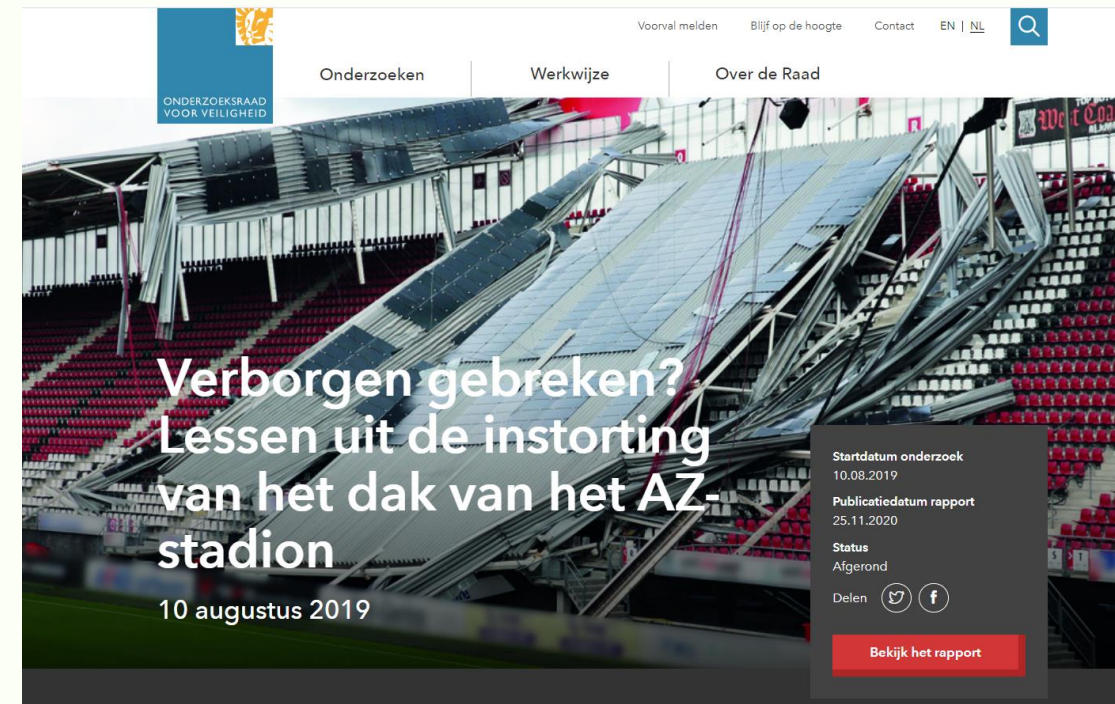 Voorval melden Blijf op de hoogte Contact EN | NL
ONDERZOEKSRAAD
VOOR VEILIGHEID
Onderzoeken Werkwijze Over de Raad
Verborgen gebreken?
Lessen uit de instorting
van het dak van het AZ-
stadion
10 augustus 2019
Startdatum onderzoek
10.08.2019
Publicatiedatum rapport
25.11.2020
Status
Afgerond
Delen
Bekijk het rapport